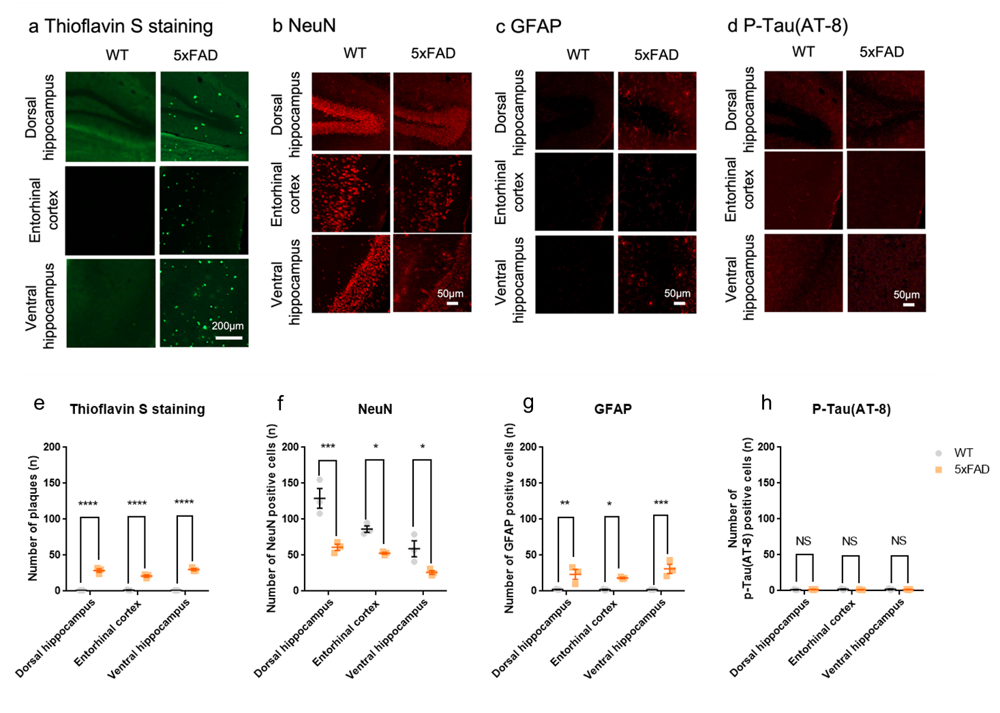 a Thioflavin S staining
WT 5xFAD
Dorsal
hippocampus
Entorhinal
cortex
Ventral
hippocampus
200µm
b NeuN
WT 5xFAD
Dorsal
hippocampus
Entorhinal
cortex
Ventral
hippocampus
50µm
c GFAP
WT 5xFAD
Dorsal
hippocampus
Entorhinal
cortex
Ventral
hippocampus
50µm
d P-Tau(AT-8)
WT 5xFAD
Dorsal
hippocampus
Entorhinal
cortex
Ventral
hippocampus
50µm
e
Thioflavin S staining
Number of plaques (n)
200
150
100
50
0
**** **** ****
Dorsal hippocampus
Entorhinal cortex
Ventral hippocampus
f
NeuN
Number of NeuN positive cells (n)
200
150
100
50
0
*** * *
Dorsal hippocampus
Entorhinal cortex
Ventral hippocampus
g
GFAP
Number of GFAP positive cells (n)
200
150
100
50
0
** * ***
Dorsal hippocampus
Entorhinal cortex
Ventral hippocampus
h
P-Tau(AT-8)
Number of
p-Tau(AT-8) positive cells (n)
200
150
100
50
0
NS NS NS
Dorsal hippocampus
Entorhinal cortex
Ventral hippocampus
WT
5xFAD